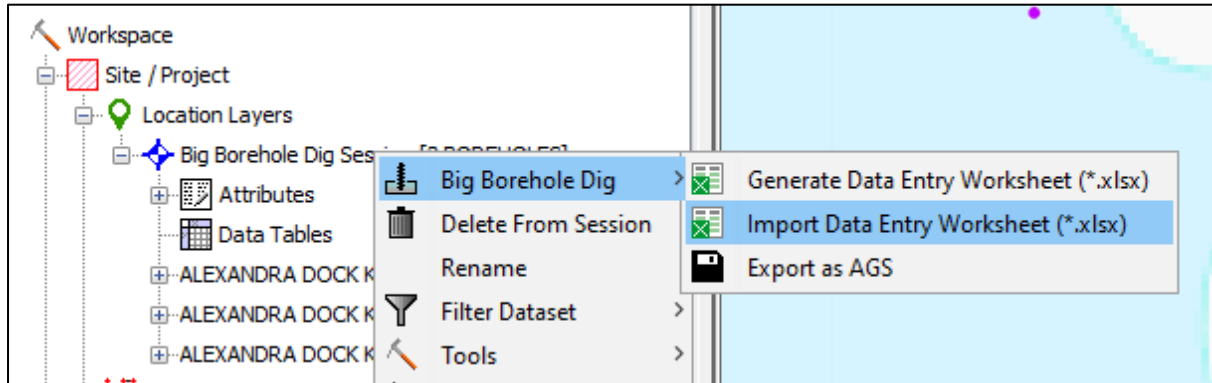 Workspace
Site / Project
Location Layers
Big Borehole Dig Ses [3 BOREHOLES]
Attributes
Data Tables
ALEXANDRA DOCK K
ALEXANDRA DOCK K
ALEXANDRA DOCK K
Big Borehole Dig
Delete From Session
Rename
Filter Dataset
Tools
Generate Data Entry Worksheet (*.xlsx)
Import Data Entry Worksheet (*.xlsx)
Export as AGS